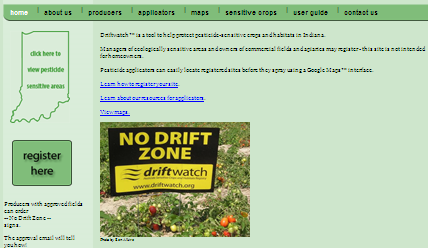 home | about us | producers | applicators | maps | sensitive crops | user guide | contact us
click here to
view pesticide
sensitive areas
register
here
Producers with approved fields
can order
--No Drift Zone--
signs.
The approval email will tell
you how!
Driftwatch™ is a tool to help protect pesticide-sensitive crops and habitats in Indiana.
Managers of ecologically sensitive areas and owners of commercial fields and apiaries may register - this site is not intended
for homeowners.
Pesticide applicators can easily locate registered sites before they spray using a Google Maps™ interface.
Learn how to register your site.
Learn about our resources for applicators.
View maps.
NO DRIFT
ZONE
driftwatch
www.driftwatch.org